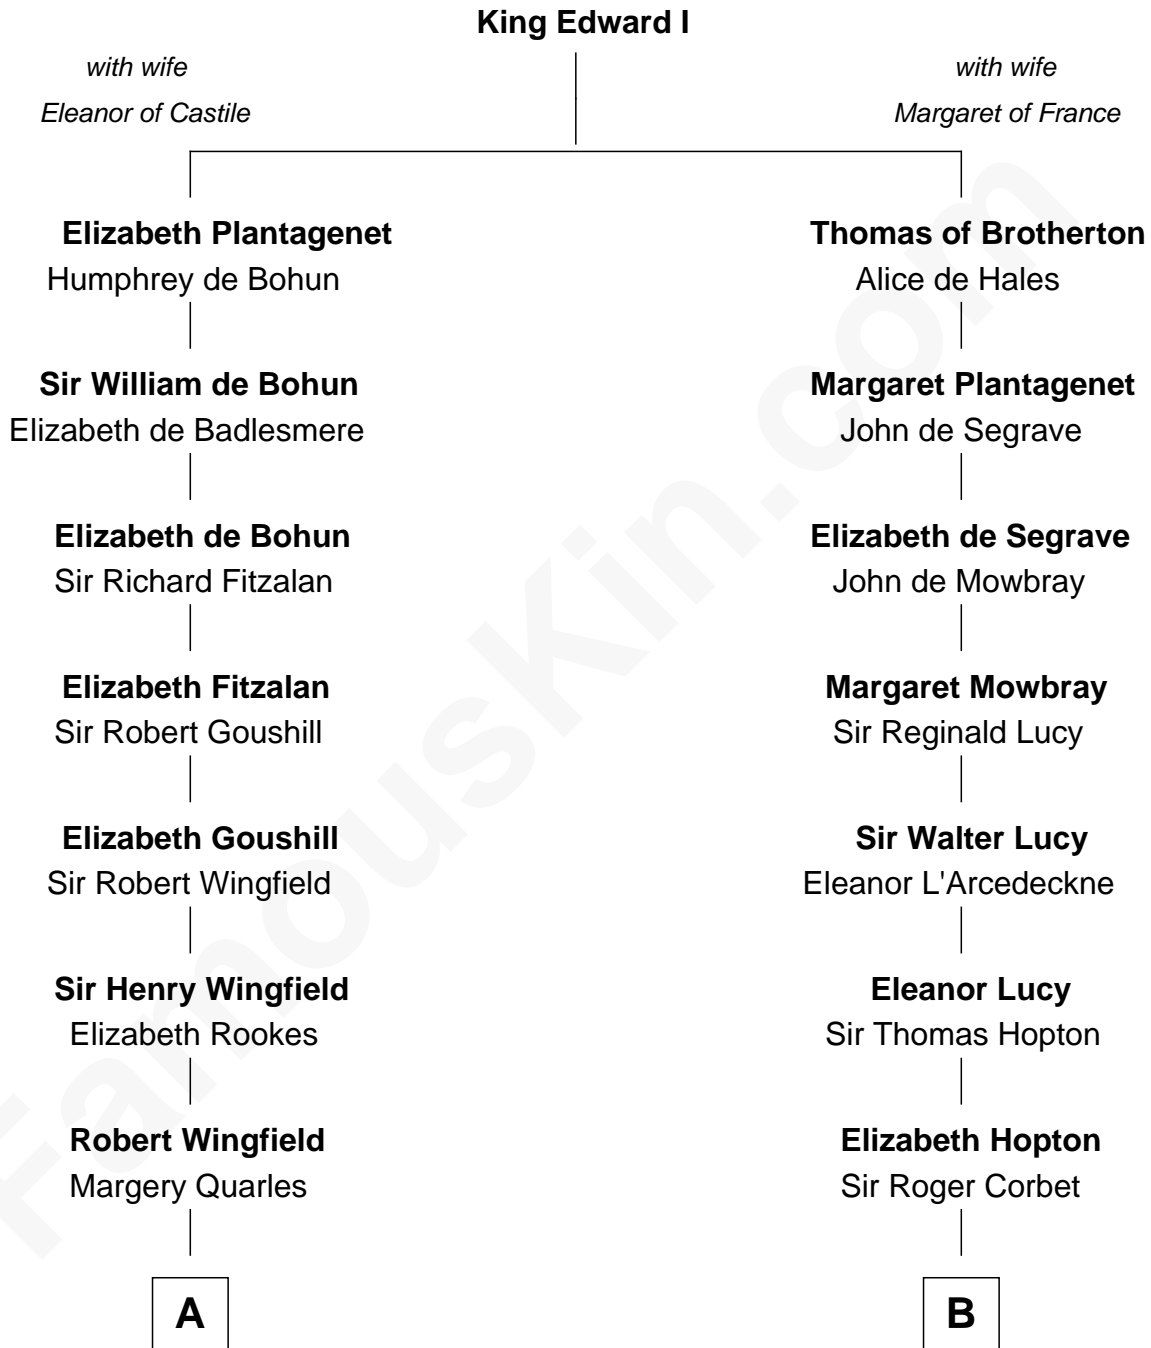 King Edward I
with wife
Eleanor of Castile
with wife
Margaret of France
Elizabeth Plantagenet
Humphrey de Bohun
Thomas of Brotherton
Alice de Hales
Sir William de Bohun
Elizabeth de Badlesmere
Margaret Plantagenet
John de Segrave
Elizabeth de Bohun
Sir Richard Fitzalan
Elizabeth de Segrave
John de Mowbray
Elizabeth Fitzalan
Sir Robert Goushill
Margaret Mowbray
Sir Reginald Lucy
Elizabeth Goushill
Sir Robert Wingfield
Sir Walter Lucy
Eleanor L'Arcedeckne
Sir Henry Wingfield
Elizabeth Rookes
Eleanor Lucy
Sir Thomas Hopton
Robert Wingfield
Margery Quarles
Elizabeth Hopton
Sir Roger Corbet
A
B
FamousKin.com